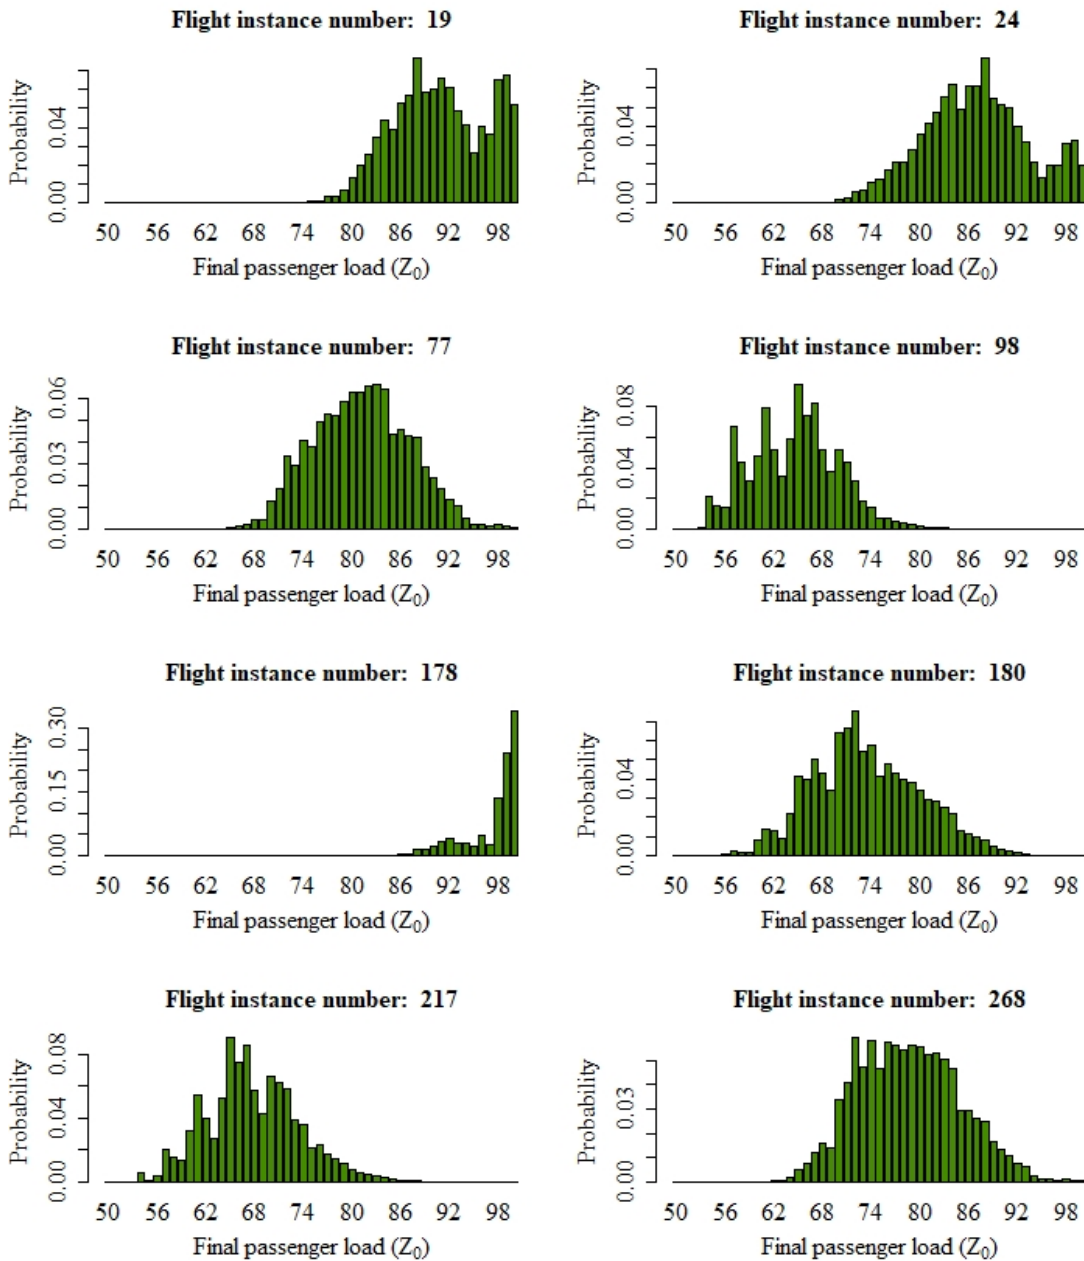 Flight instance number:  19
Probability
0.00 0.04
50 56 62 68 74 80 86 92 98
Final passenger load (Z₀)
Flight instance number:  24
Probability
0.00 0.04
50 56 62 68 74 80 86 92 98
Final passenger load (Z₀)
Flight instance number:  77
Probability
0.00 0.03 0.06
50 56 62 68 74 80 86 92 98
Final passenger load (Z₀)
Flight instance number:  98
Probability
0.00 0.04 0.08
50 56 62 68 74 80 86 92 98
Final passenger load (Z₀)
Flight instance number:  178
Probability
0.00 0.15 0.30
50 56 62 68 74 80 86 92 98
Final passenger load (Z₀)
Flight instance number:  180
Probability
0.00 0.04
50 56 62 68 74 80 86 92 98
Final passenger load (Z₀)
Flight instance number:  217
Probability
0.00 0.04 0.08
50 56 62 68 74 80 86 92 98
Final passenger load (Z₀)
Flight instance number:  268
Probability
0.00 0.03
50 56 62 68 74 80 86 92 98
Final passenger load (Z₀)